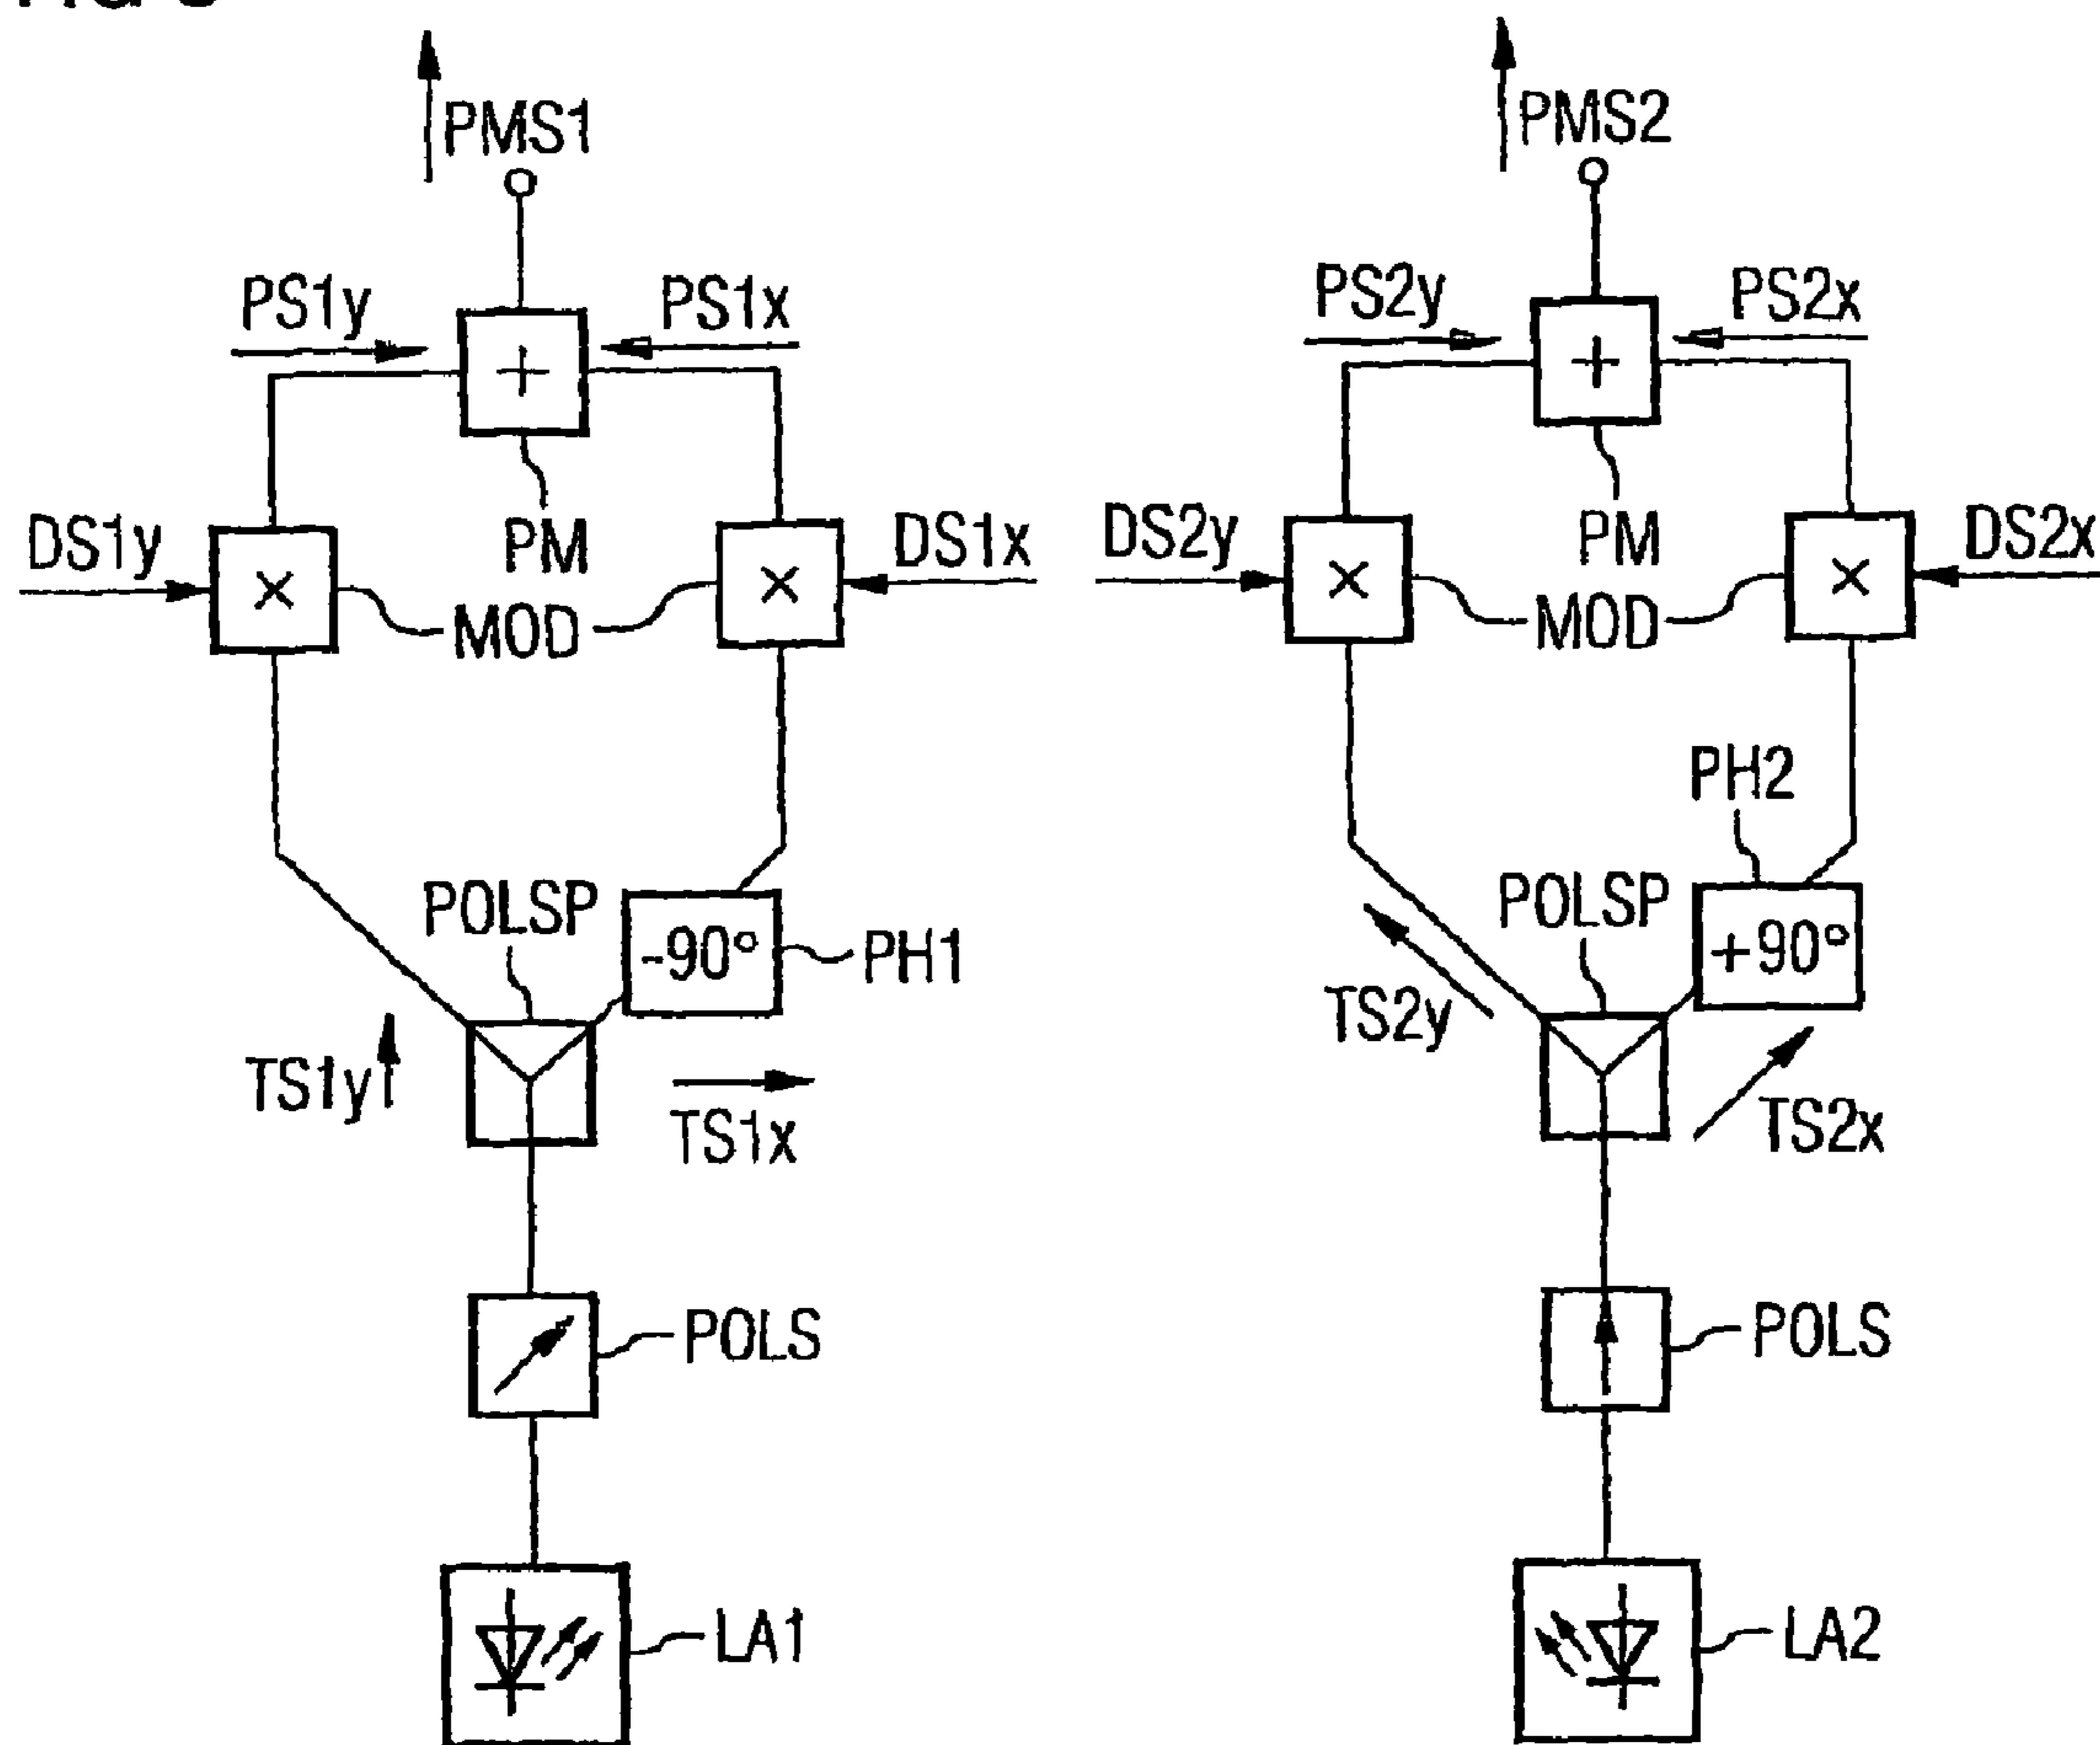 PMS1
PMS2
PS1y
PS1x
PS2y
PS2x
+
+
DS1y
PM
DS1x
DS2y
PM
DS2x
×
×
×
×
MOD
MOD
PH2
POLSP
-90°
PH1
POLSP
+90°
TS1y
TS1x
TS2y
TS2x
POLS
POLS
LA1
LA2